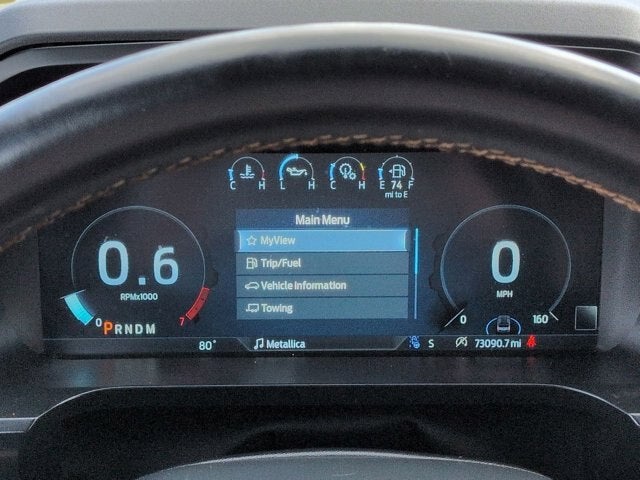 C H L H C H E 74 F
mi to E
Main Menu
MyView
Trip/Fuel
Vehicle Information
Towing
0.6
RPMx1000
0 7
PRNDM
0
MPH
0 160
80°
Metallica
S
73090.7 mi